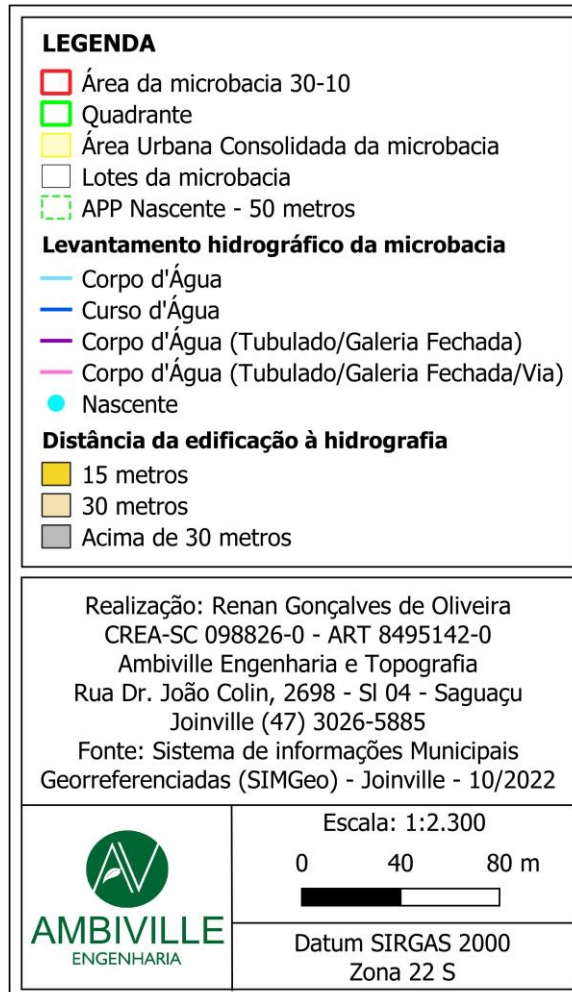 LEGENDA
Área da microbacia 30-10
Quadrante
Área Urbana Consolidada da microbacia
Lotes da microbacia
APP Nascente - 50 metros
Levantamento hidrográfico da microbacia
Corpo d'Água
Curso d'Água
Corpo d'Água (Tubulado/Galeria Fechada)
Corpo d'Água (Tubulado/Galeria Fechada/Via)
Nascente
Distância da edificação à hidrografia
15 metros
30 metros
Acima de 30 metros
Realização: Renan Gonçalves de Oliveira
CREA-SC 098826-0 - ART 8495142-0
Ambiville Engenharia e Topografia
Rua Dr. João Colin, 2698 - Sl 04 - Saguaçu
Joinville (47) 3026-5885
Fonte: Sistema de informações Municipais
Georreferenciadas (SIMGeo) - Joinville - 10/2022
AV
AMBIVILLE
ENGENHARIA
Escala: 1:2.300
0 40 80 m
Datum SIRGAS 2000
Zona 22 S